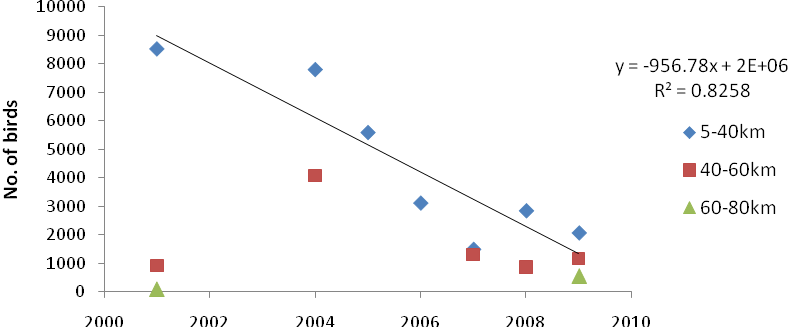 10000
9000
8000
7000
6000
5000
4000
3000
2000
1000
0
No. of birds
2000 2002 2004 2006 2008 2010
y = -956.78x + 2E+06
R² = 0.8258
5-40km
40-60km
60-80km